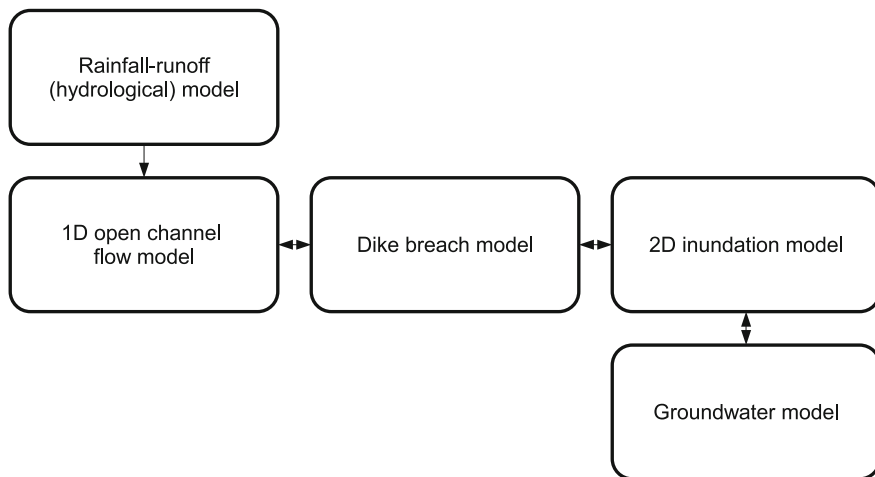 Rainfall-runoff
(hydrological) model
1D open channel
flow model
Dike breach model
2D inundation model
Groundwater model